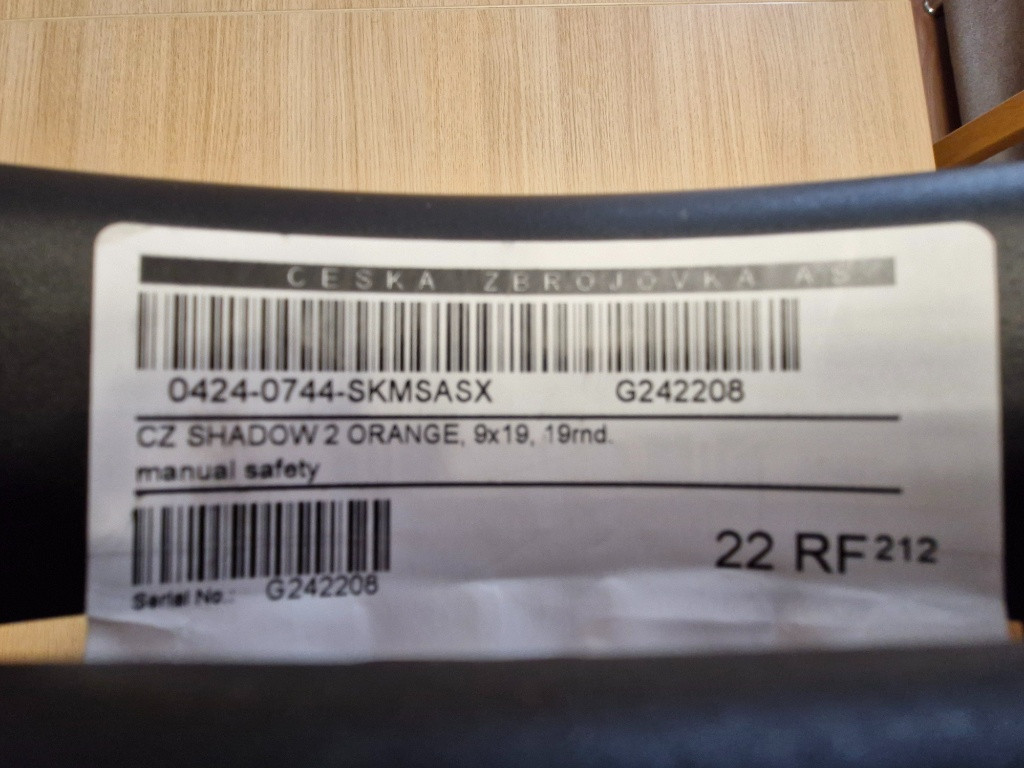 CESKA ZBROJOVKA AS
0424-0744-SKMSASX G242208
CZ SHADOW 2 ORANGE, 9x19, 19rnd.
manual safety
22 RF 212
Serial No.: G242208